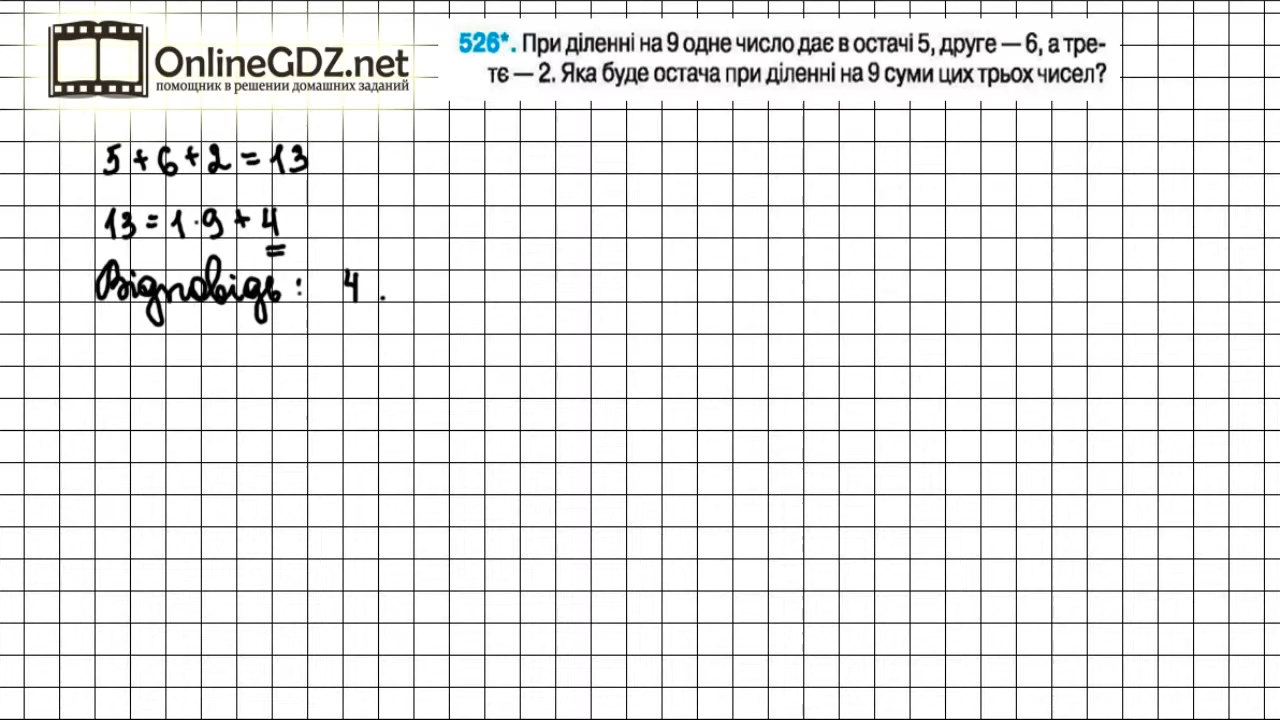 OnlineGDZ.net
помощник в решении домашних заданий
526*. При діленні на 9 одне число дає в остачі 5, друге — 6, а тре-
тє — 2. Яка буде остача при діленні на 9 суми цих трьох чисел?
5 + 6 + 2 = 13
13 = 1 · 9 + 4
Відповідь: 4.